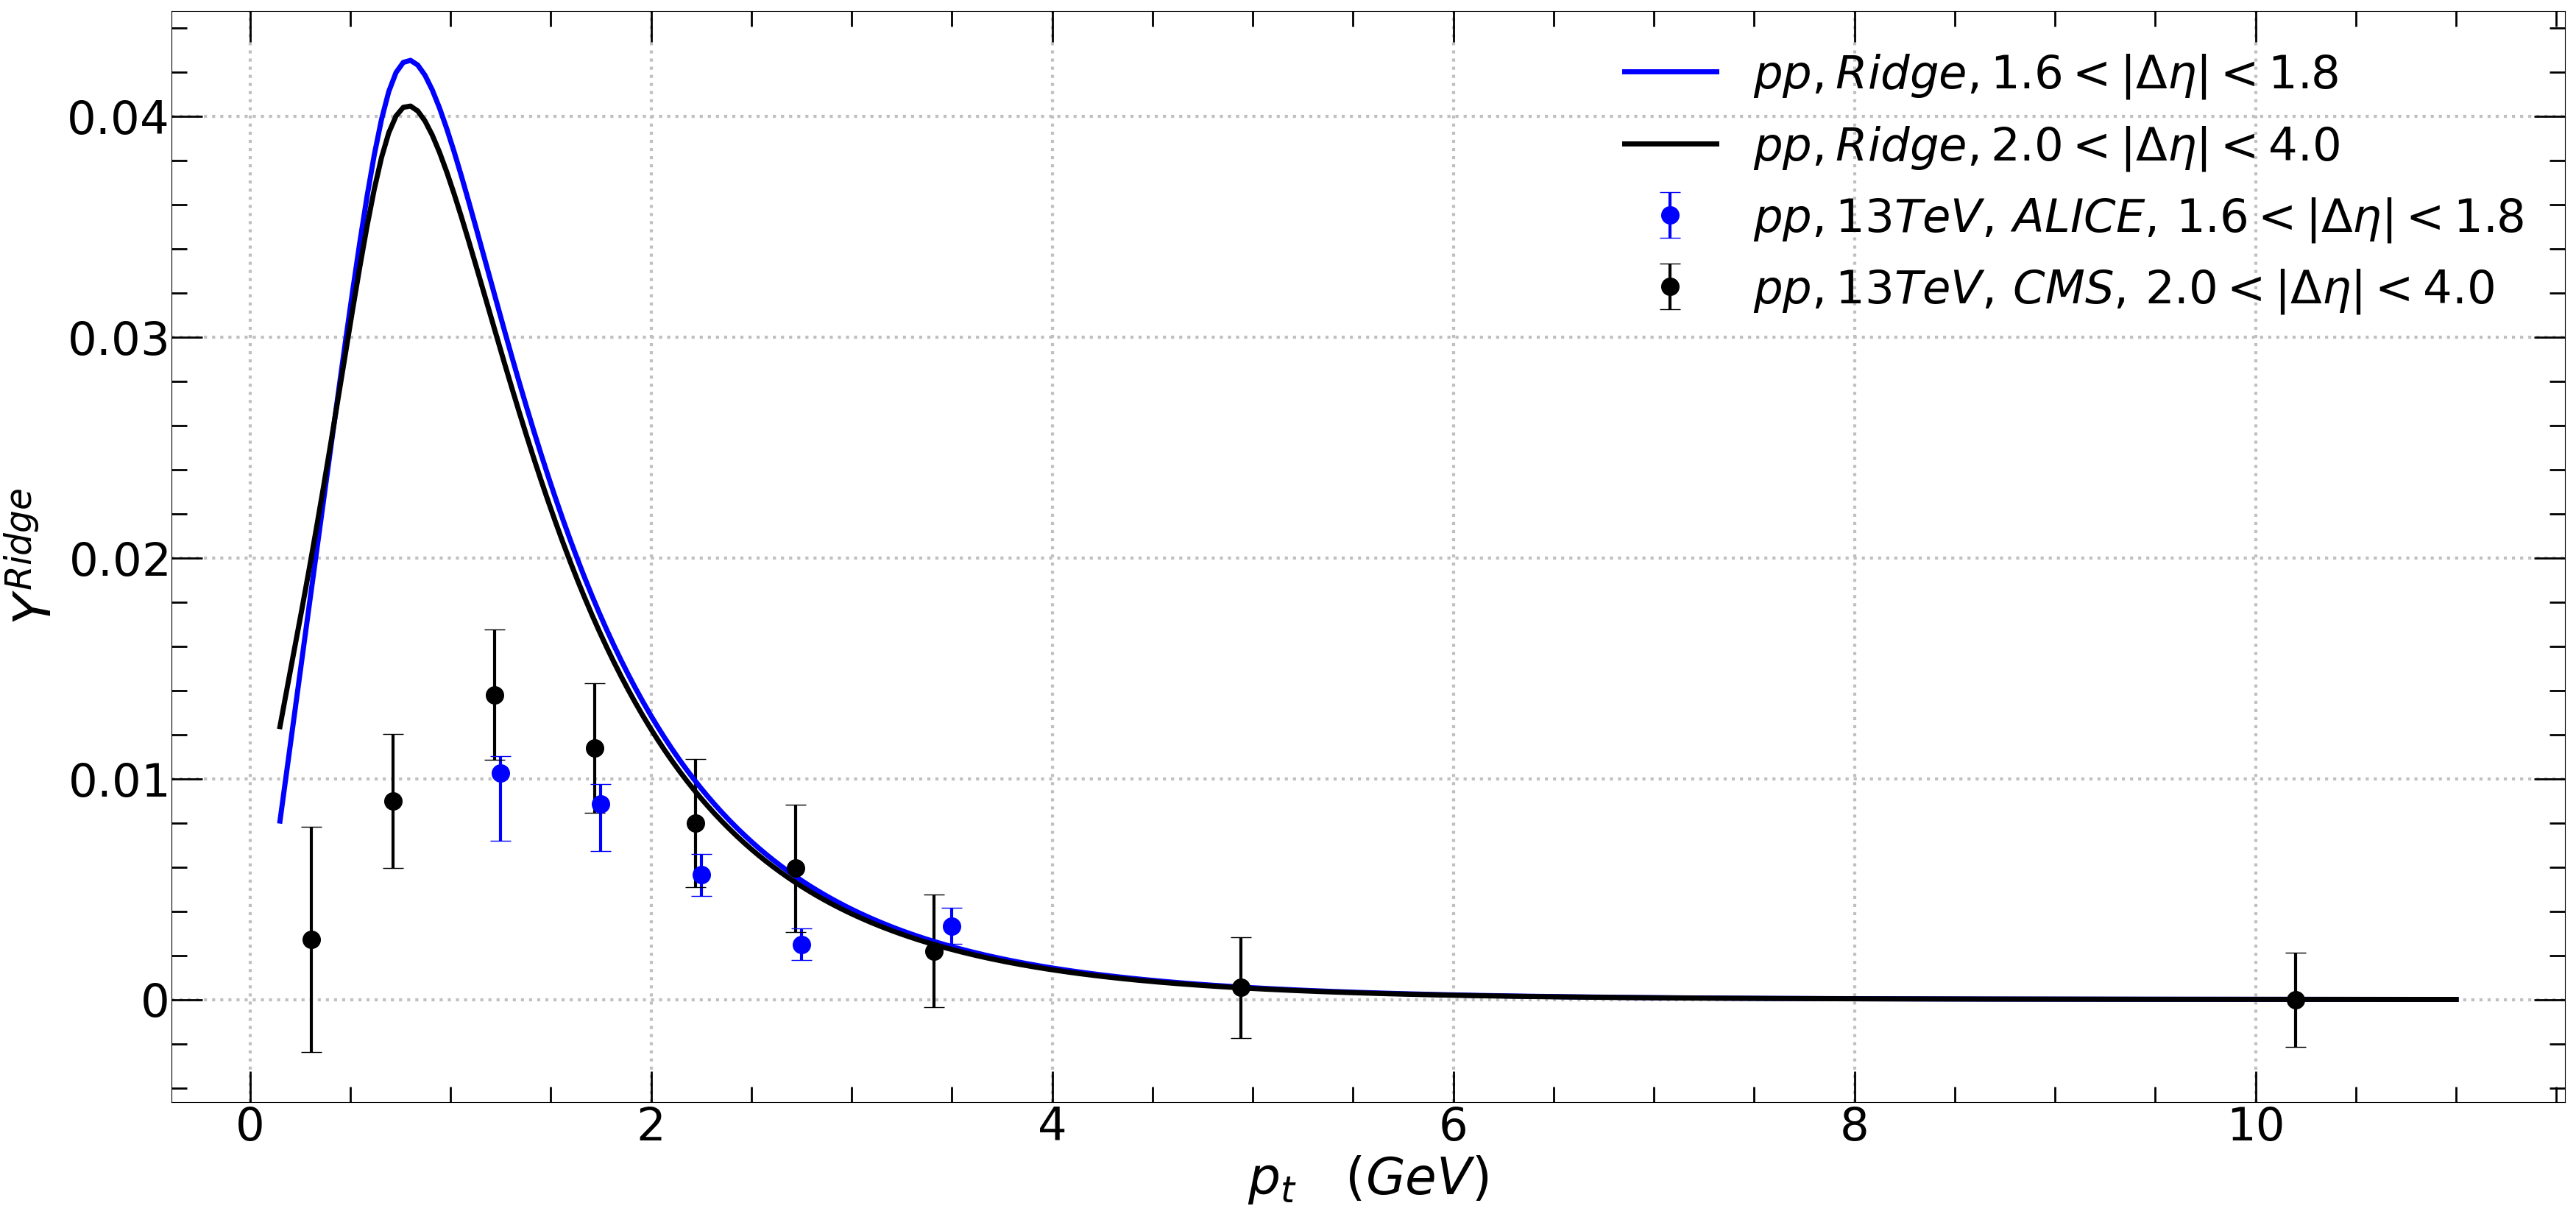 pp, Ridge, 1.6 < |Δη| < 1.8
pp, Ridge, 2.0 < |Δη| < 4.0
pp, 13TeV, ALICE, 1.6 < |Δη| < 1.8
pp, 13TeV, CMS, 2.0 < |Δη| < 4.0
0.04
0.03
0.02
0.01
0
Y^{Ridge}
0 2 4 6 8 10
p_t (GeV)